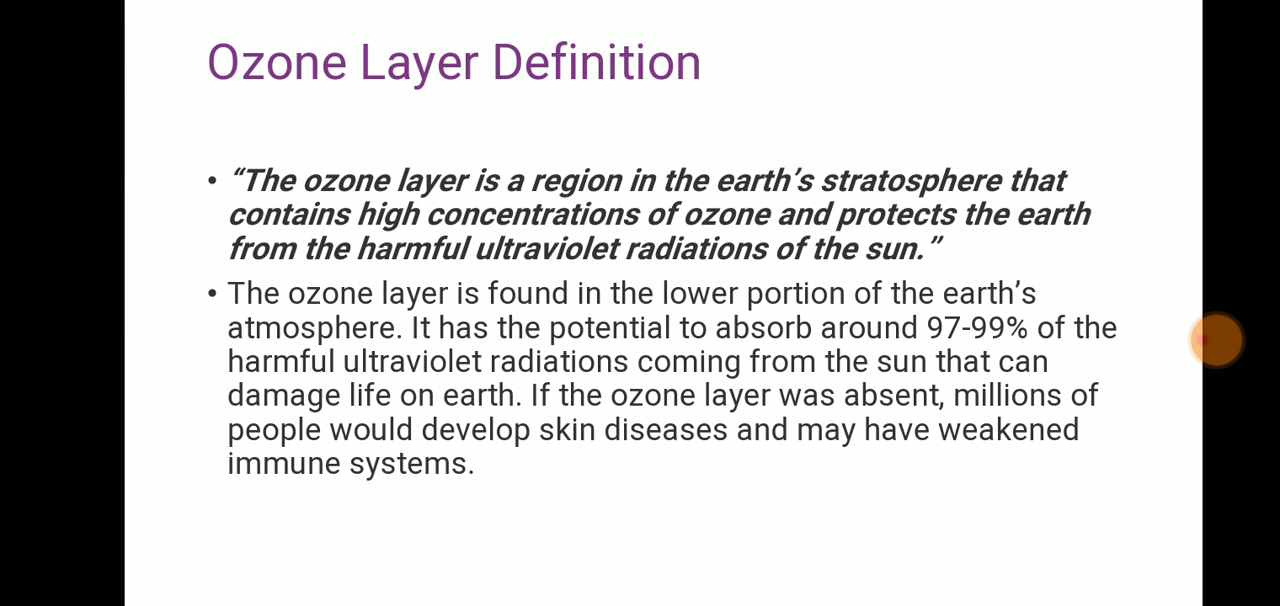 Ozone Layer Definition
• “The ozone layer is a region in the earth’s stratosphere that
contains high concentrations of ozone and protects the earth
from the harmful ultraviolet radiations of the sun.”
• The ozone layer is found in the lower portion of the earth’s
atmosphere. It has the potential to absorb around 97-99% of the
harmful ultraviolet radiations coming from the sun that can
damage life on earth. If the ozone layer was absent, millions of
people would develop skin diseases and may have weakened
immune systems.